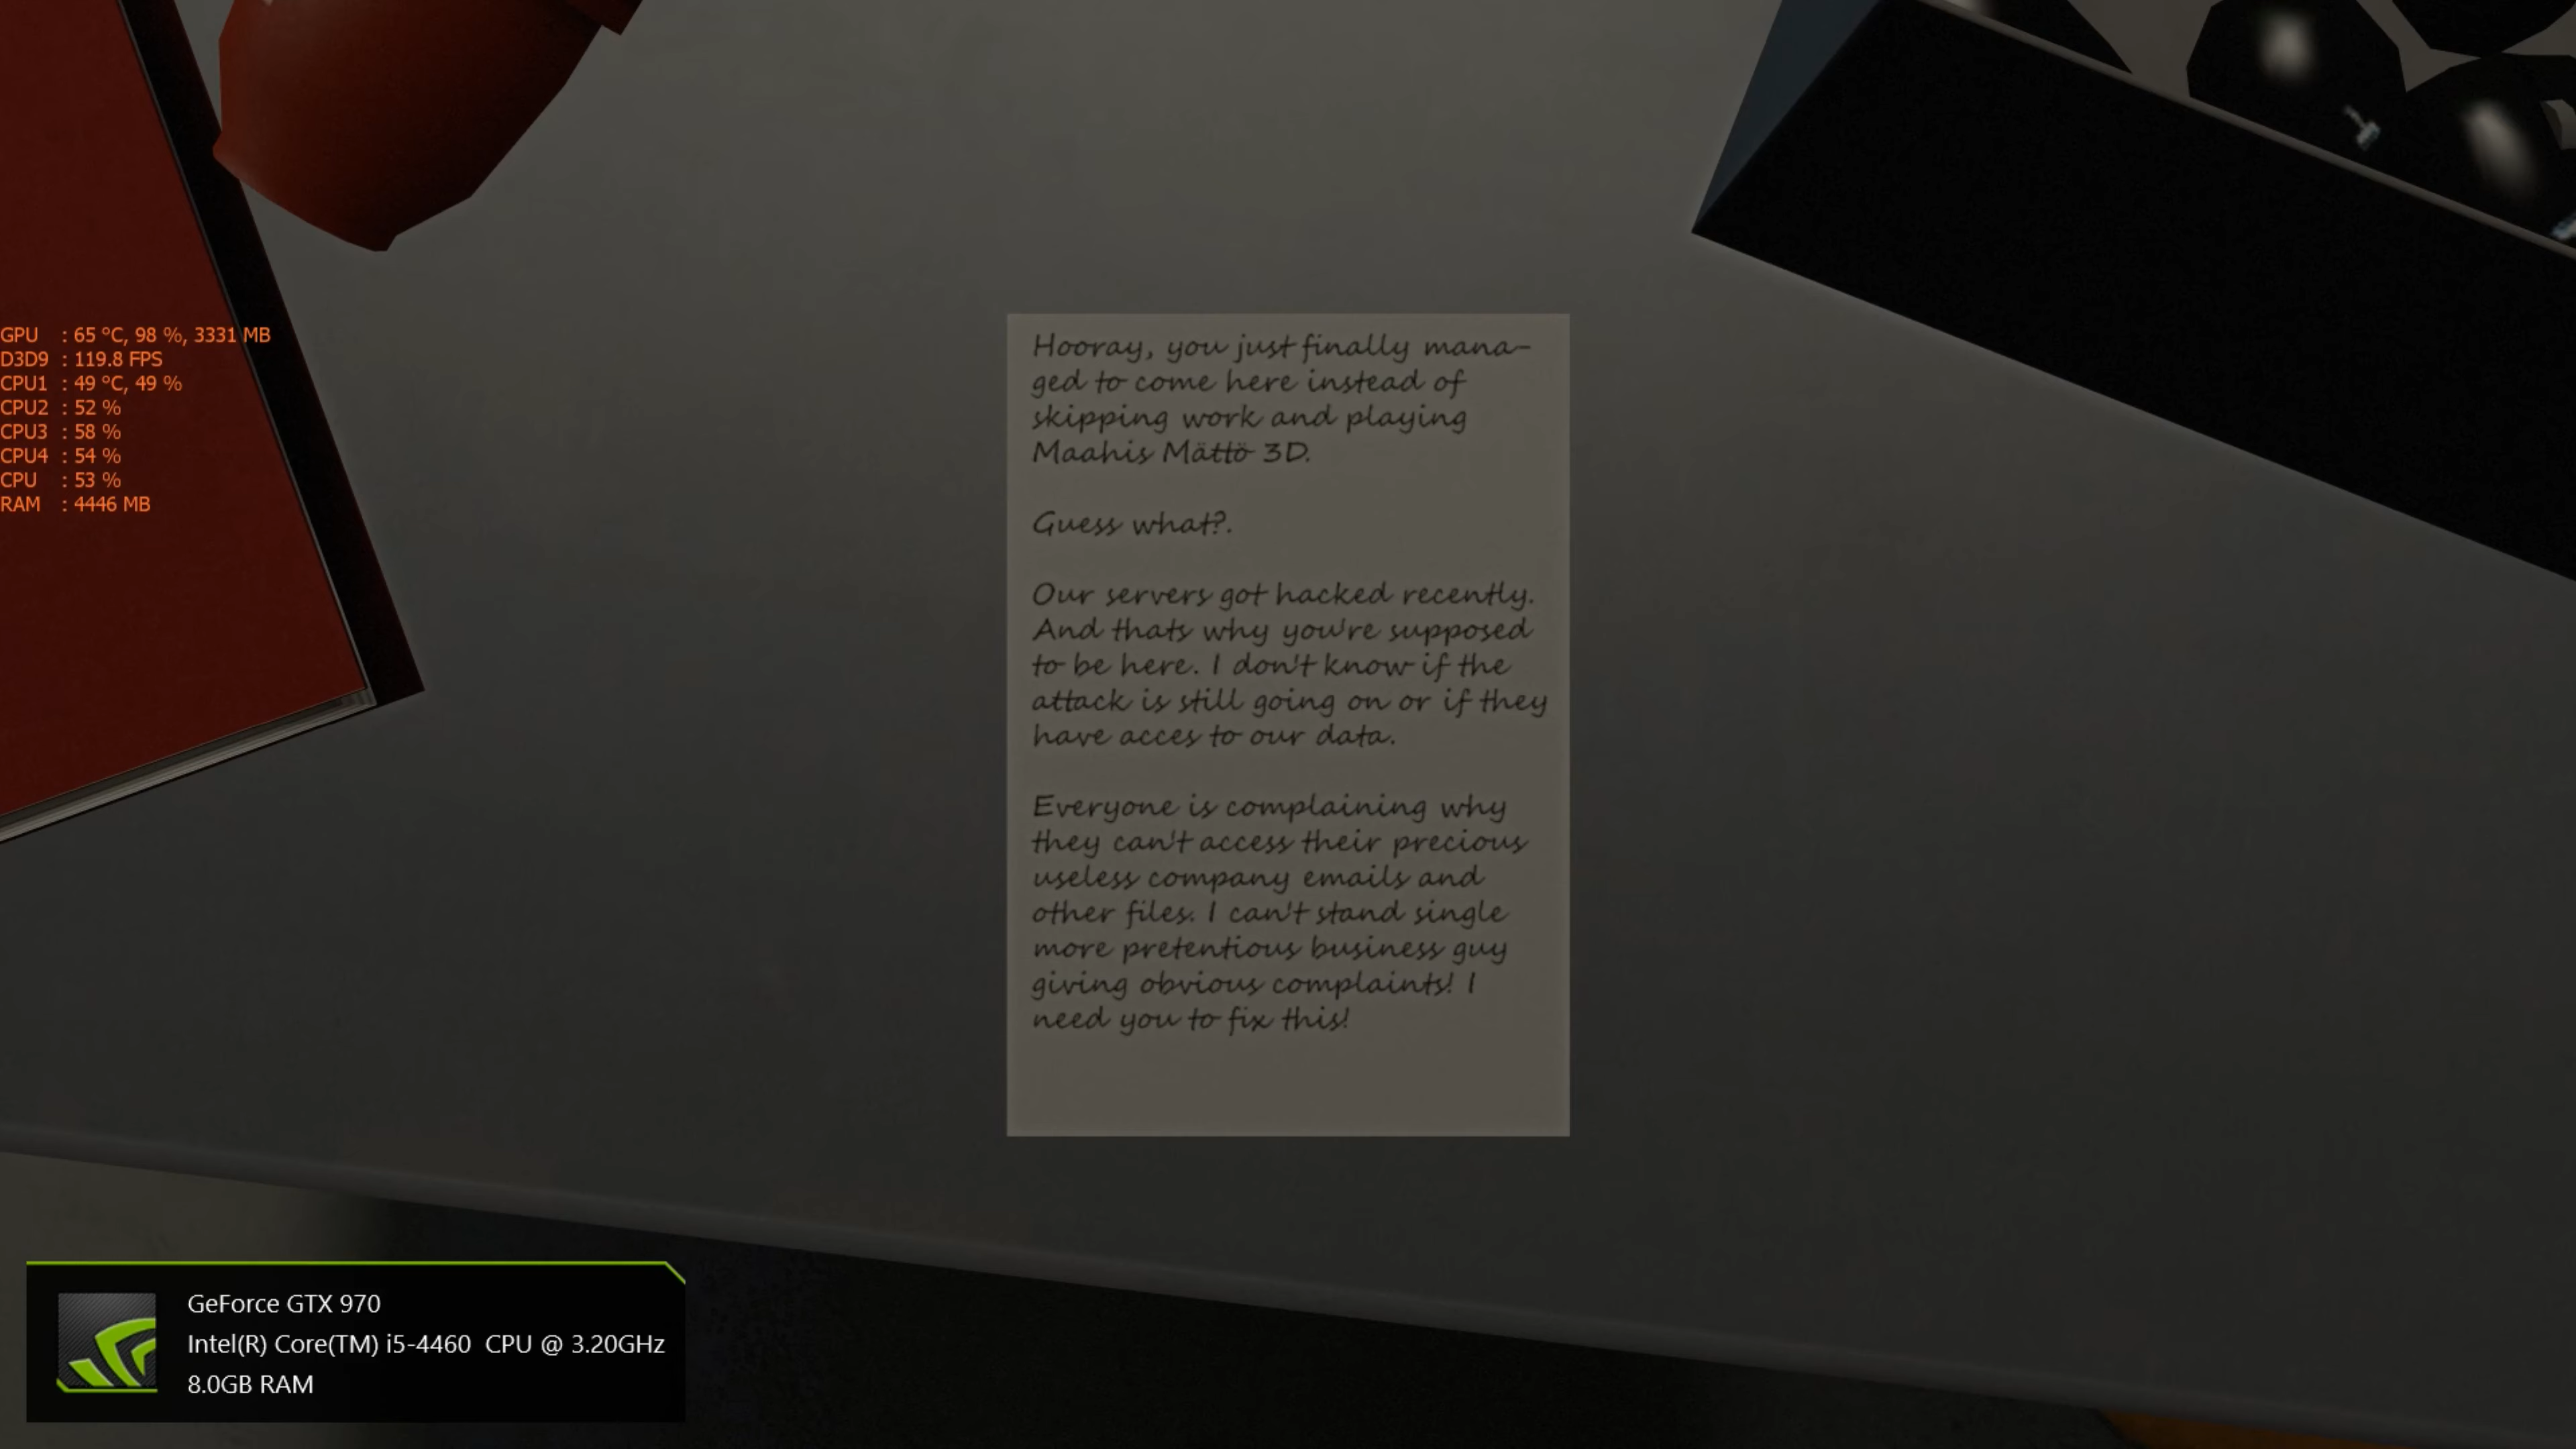 GPU : 65 °C, 98 %, 3331 MB
D3D9 : 119.8 FPS
CPU1 : 49 °C, 49 %
CPU2 : 52 %
CPU3 : 58 %
CPU4 : 54 %
CPU : 53 %
RAM : 4446 MB
Hooray, you just finally mana-
ged to come here instead of
skipping work and playing
Maahis Mättö 3D.
Guess what?.
Our servers got hacked recently.
And thats why you're supposed
to be here. I don't know if the
attack is still going on or if they
have acces to our data.
Everyone is complaining why
they can't access their precious
useless company emails and
other files. I can't stand single
more pretentious business guy
giving obvious complaints! I
need you to fix this!
GeForce GTX 970
Intel(R) Core(TM) i5-4460 CPU @ 3.20GHz
8.0GB RAM